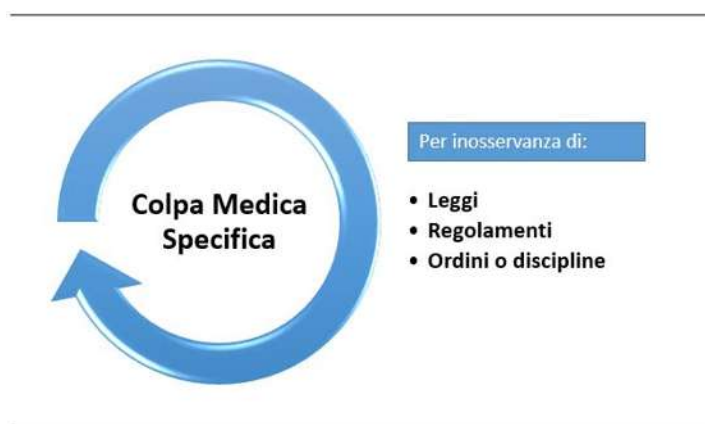 Colpa Medica
Specifica
Per inosservanza di:
• Leggi
• Regolamenti
• Ordini o discipline